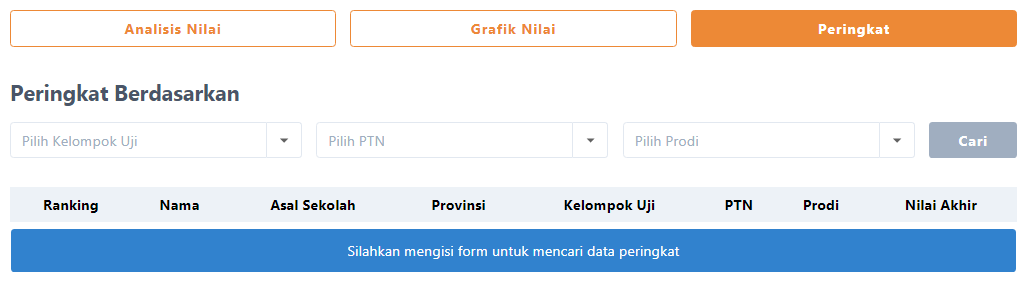 Analisis Nilai Grafik Nilai Peringkat
Peringkat Berdasarkan
Pilih Kelompok Uji Pilih PTN Pilih Prodi Cari
Ranking Nama Asal Sekolah Provinsi Kelompok Uji PTN Prodi Nilai Akhir
Silahkan mengisi form untuk mencari data peringkat